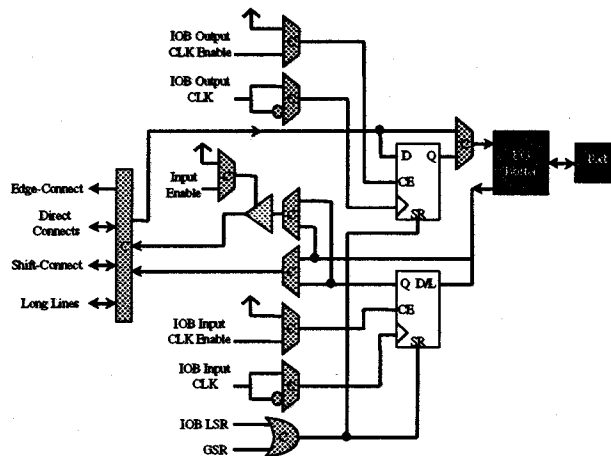 IOB Output
CLK Enable
C
IOB Output
CLK
C
D Q
C
CE
SR
Input
Enable
C
C
Edge-Connect
Direct
Connects
C
Shift-Connect
C
Long Lines
Q D/L
CE
SR
IOB Input
CLK Enable
C
IOB Input
CLK
C
IOB LSR
GSR